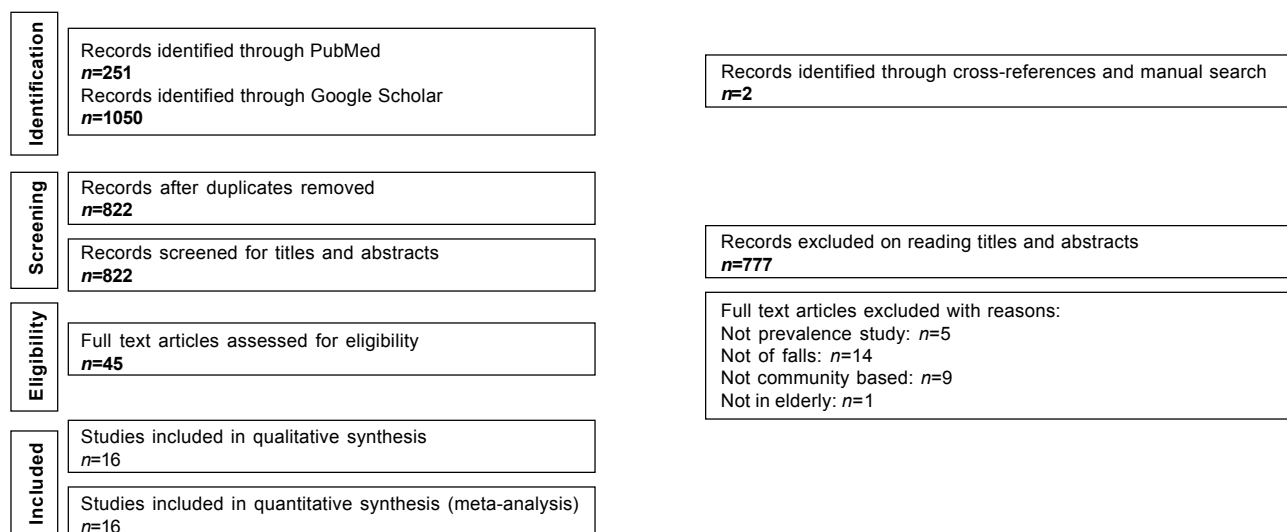 Identification
Records identified through PubMed
n=251
Records identified through Google Scholar
n=1050
Records identified through cross-references and manual search
n=2
Screening
Records after duplicates removed
n=822
Records screened for titles and abstracts
n=822
Records excluded on reading titles and abstracts
n=777
Eligibility
Full text articles assessed for eligibility
n=45
Full text articles excluded with reasons:
Not prevalence study: n=5
Not of falls: n=14
Not community based: n=9
Not in elderly: n=1
Included
Studies included in qualitative synthesis
n=16
Studies included in quantitative synthesis (meta-analysis)
n=16